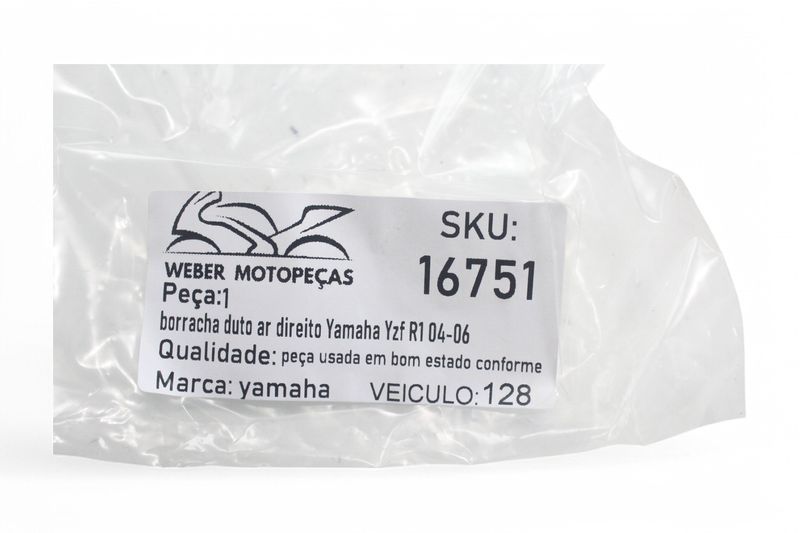 WEBER MOTOPEÇAS
SKU:
16751
Peça:1
borracha duto ar direito Yamaha Yzf R1 04-06
Qualidade: peça usada em bom estado conforme
Marca: yamaha VEICULO: 128